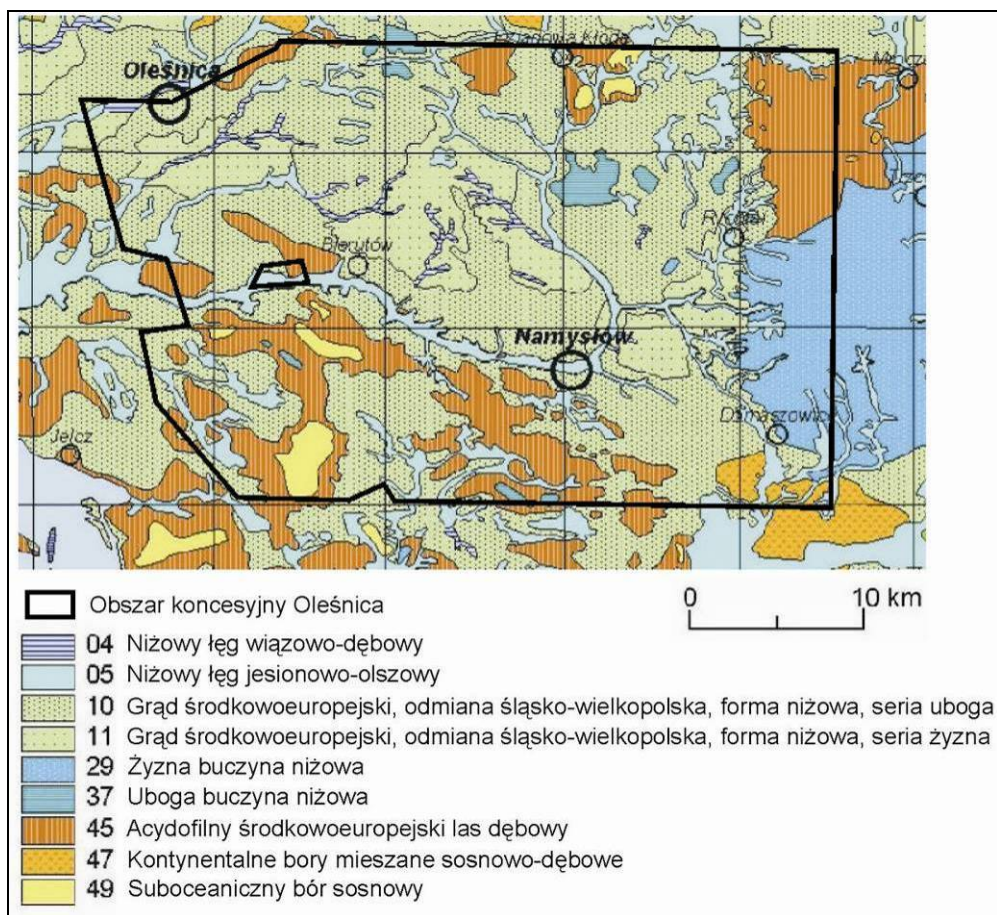 Oleśnica
Bierutów
Namysłów
Domaszowice
Jelcz
0 10 km
Obszar koncesyjny Oleśnica
04 Niżowy łęg wiązowo-dębowy
05 Niżowy łęg jesionowo-olszowy
10 Grąd środkowoeuropejski, odmiana śląsko-wielkopolska, forma niżowa, seria uboga
11 Grąd środkowoeuropejski, odmiana śląsko-wielkopolska, forma niżowa, seria żyzna
29 Żyzna buczyna niżowa
37 Uboga buczyna niżowa
45 Acydofilny środkowoeuropejski las dębowy
47 Kontynentalne bory mieszane sosnowo-dębowe
49 Suboceaniczny bór sosnowy